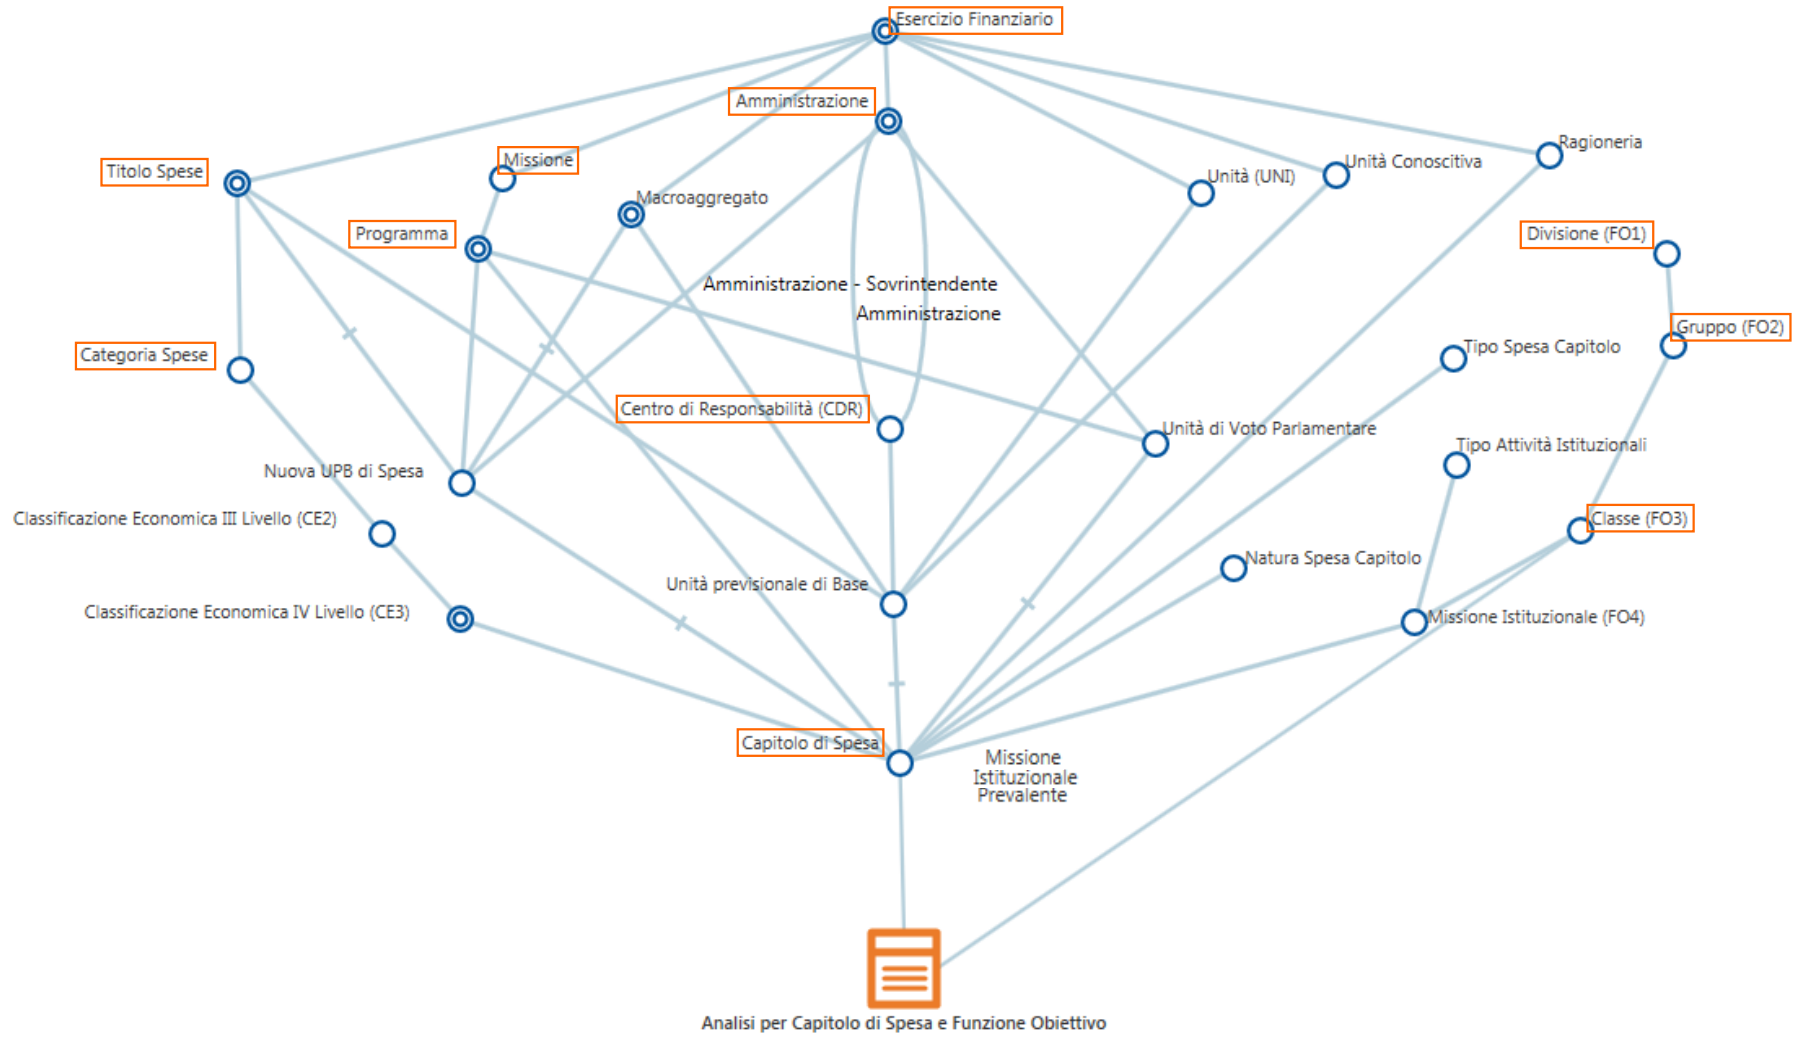 Esercizio Finanziario
Amministrazione
Ragioneria
Missione
Unità Conoscitiva
Titolo Spese
Unità (UNI)
Macroaggregato
Programma
Divisione (FO1)
Amministrazione - Sovrintendente
Amministrazione
Gruppo (FO2)
Tipo Spesa Capitolo
Categoria Spese
Centro di Responsabilità (CDR)
Unità di Voto Parlamentare
Tipo Attività Istituzionali
Nuova UPB di Spesa
Classificazione Economica III Livello (CE2)
Classe (FO3)
Natura Spesa Capitolo
Unità previsionale di Base
Classificazione Economica IV Livello (CE3)
Missione Istituzionale (FO4)
Capitolo di Spesa
Missione
Istituzionale
Prevalente
Analisi per Capitolo di Spesa e Funzione Obiettivo